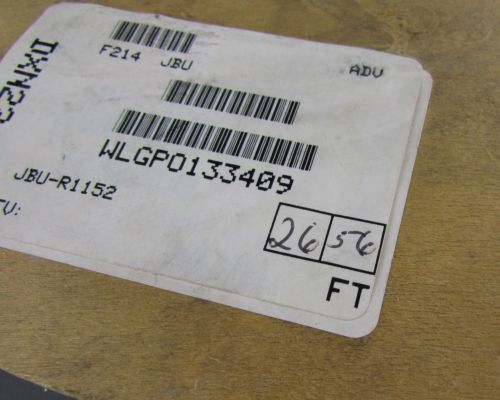 F214 JBU ADV
WLGP0133409
JBU-R1152
26 56
FT